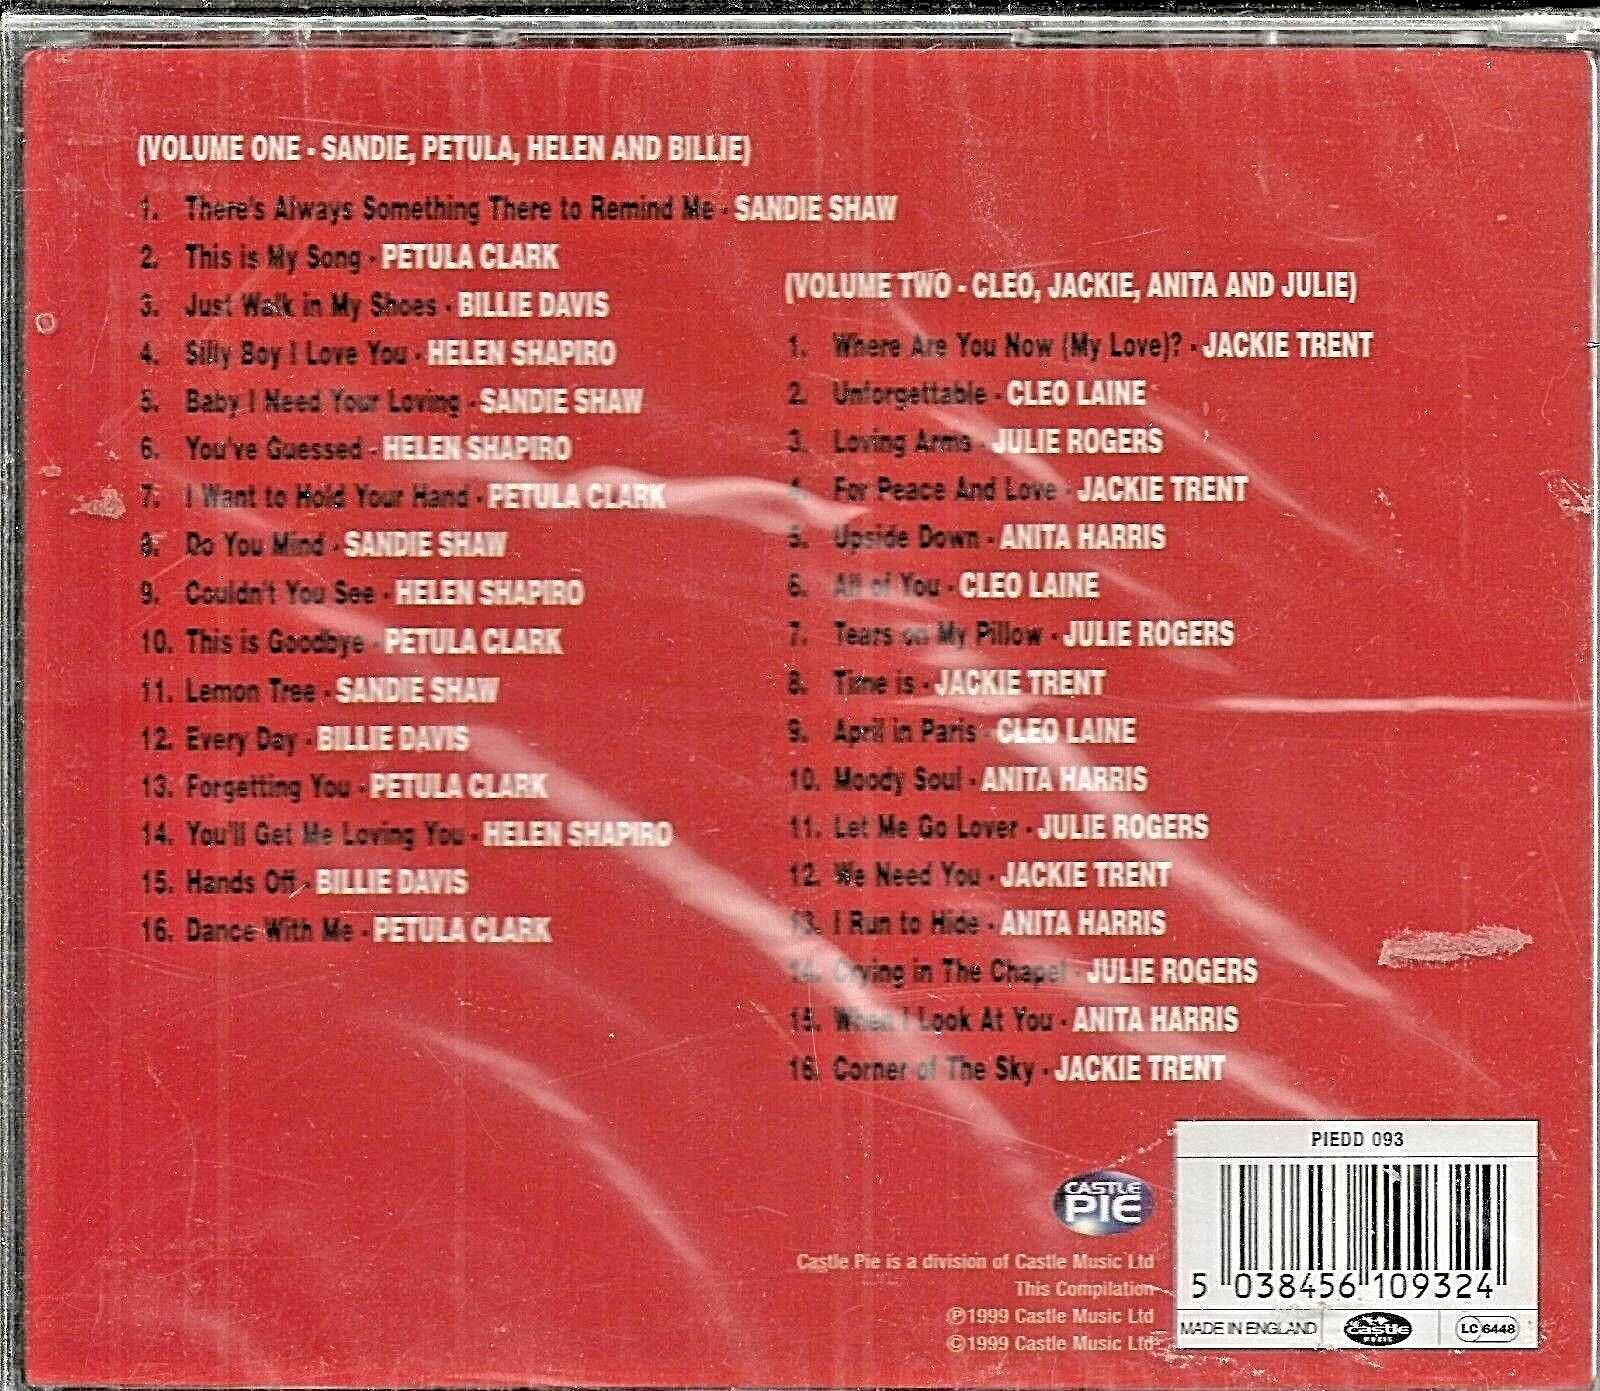 (VOLUME ONE - SANDIE, PETULA, HELEN AND BILLIE)
1. There's Always Something There to Remind Me - SANDIE SHAW
2. This is My Song - PETULA CLARK
3. Just Walk in My Shoes - BILLIE DAVIS
4. Silly Boy I Love You - HELEN SHAPIRO
5. Baby I Need Your Loving - SANDIE SHAW
6. You've Guessed - HELEN SHAPIRO
7. I Want to Hold Your Hand - PETULA CLARK
8. Do You Mind - SANDIE SHAW
9. Couldn't You See - HELEN SHAPIRO
10. This is Goodbye - PETULA CLARK
11. Lemon Tree - SANDIE SHAW
12. Every Day - BILLIE DAVIS
13. Forgetting You - PETULA CLARK
14. You'll Get Me Loving You - HELEN SHAPIRO
15. Hands Off - BILLIE DAVIS
16. Dance With Me - PETULA CLARK
(VOLUME TWO - CLEO, JACKIE, ANITA AND JULIE)
1. Where Are You Now (My Love)? - JACKIE TRENT
2. Unforgettable - CLEO LAINE
3. Loving Arms - JULIE ROGERS
4. For Peace And Love - JACKIE TRENT
5. Upside Down - ANITA HARRIS
6. All of You - CLEO LAINE
7. Tears on My Pillow - JULIE ROGERS
8. Time is - JACKIE TRENT
9. April in Paris - CLEO LAINE
10. Moody Soul - ANITA HARRIS
11. Let Me Go Lover - JULIE ROGERS
12. We Need You - JACKIE TRENT
13. I Run to Hide - ANITA HARRIS
14. Crying in The Chapel - JULIE ROGERS
15. When I Look At You - ANITA HARRIS
16. Corner of The Sky - JACKIE TRENT
CASTLE
PIE
Castle Pie is a division of Castle Music Ltd
This Compilation
℗1999 Castle Music Ltd
©1999 Castle Music Ltd
PIEDD 093
5 038456 109324
MADE IN ENGLAND
castle
MUSIC
LC 6448